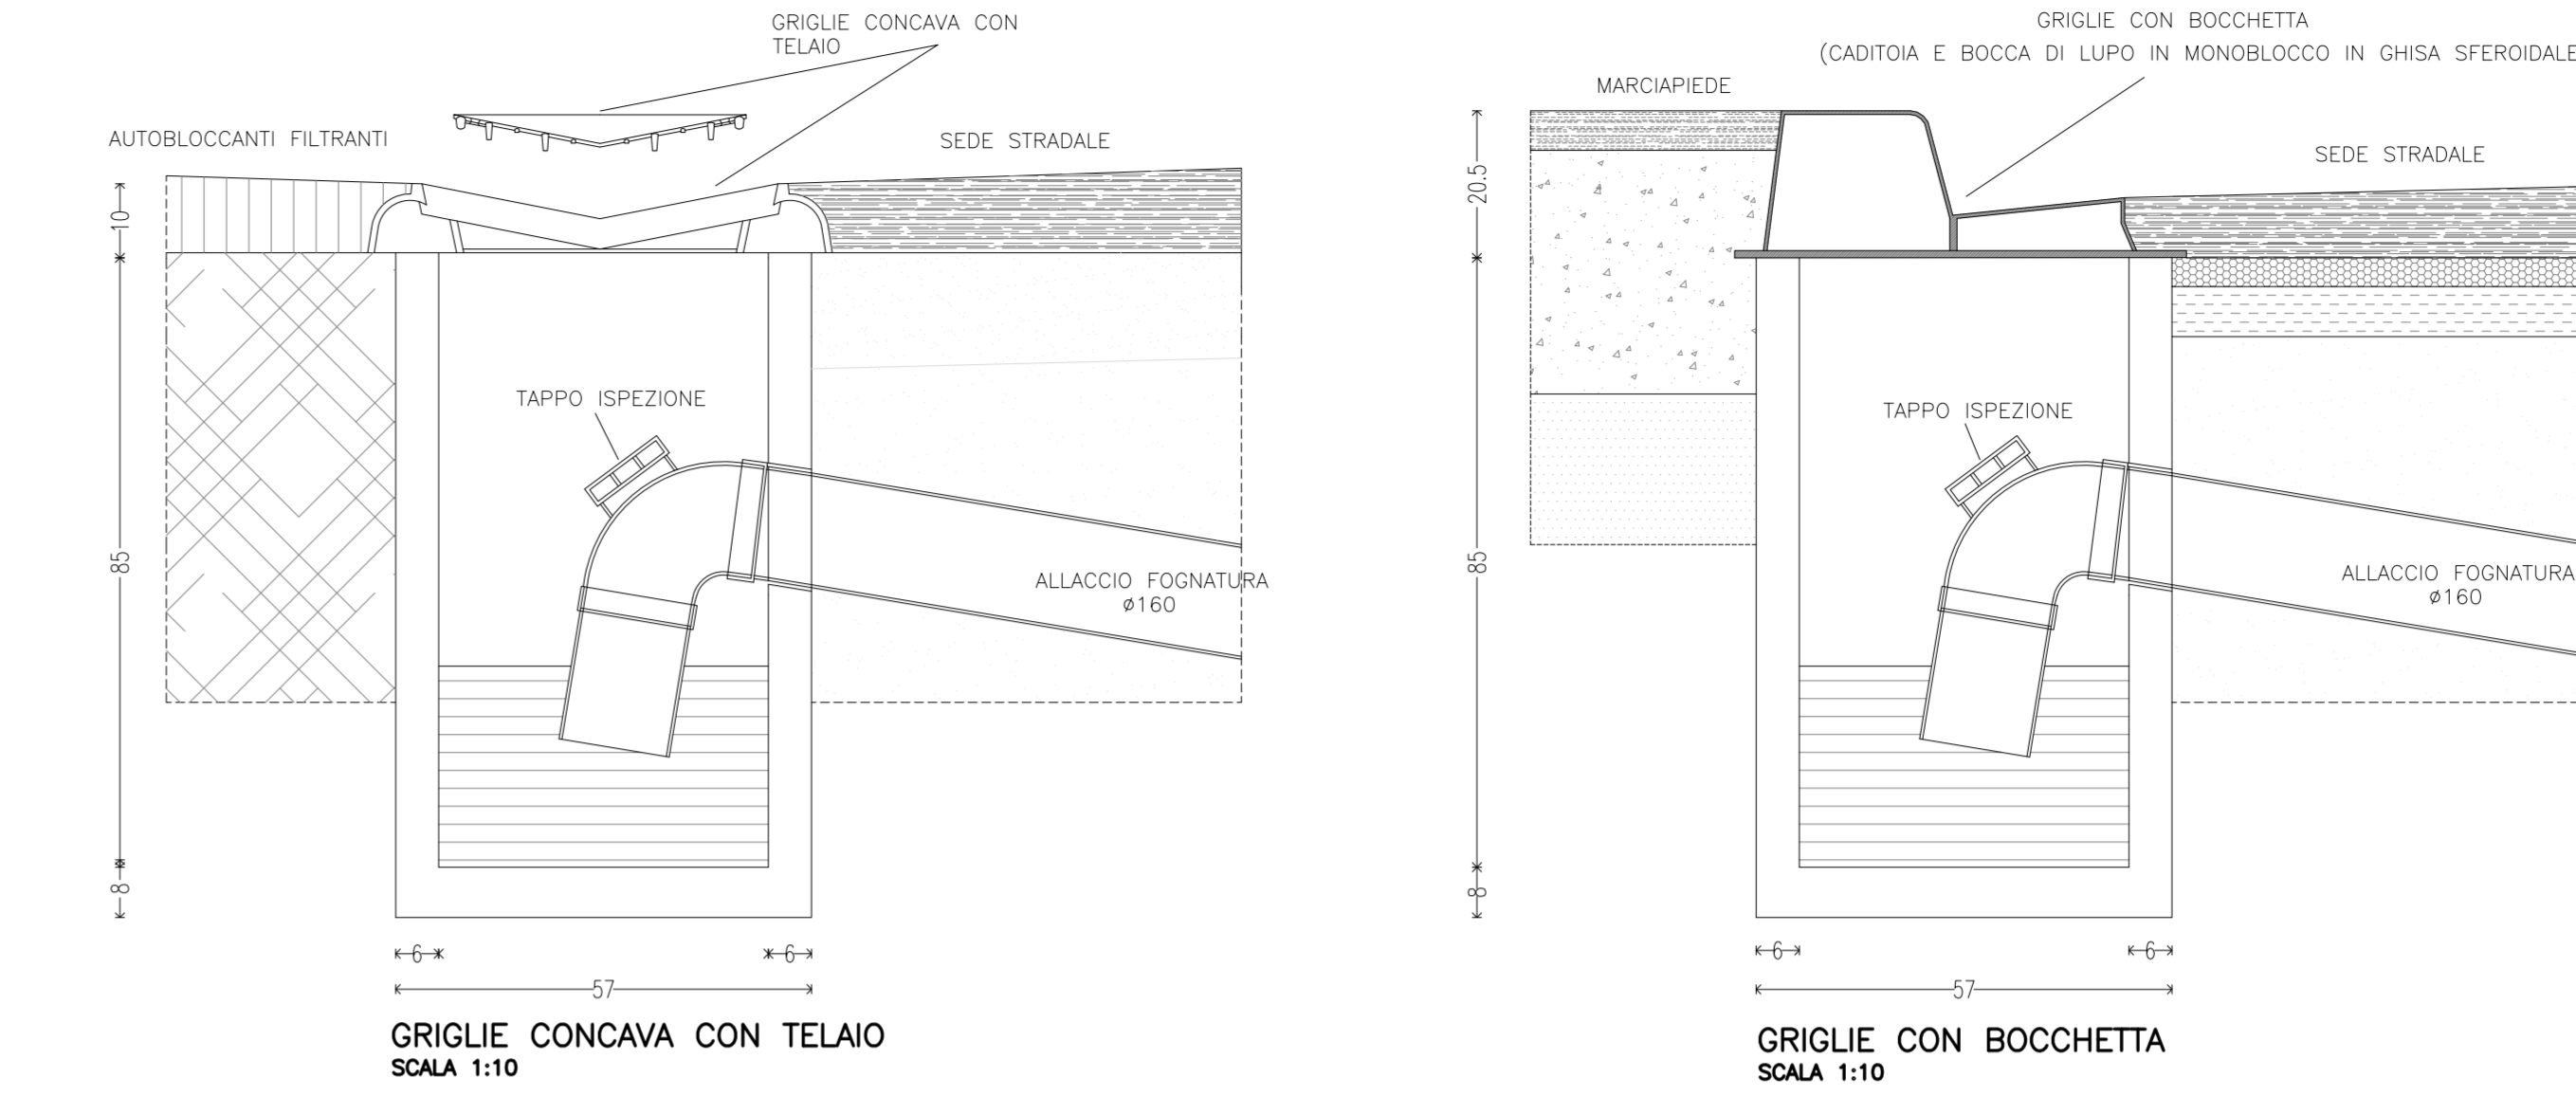 GRIGLIE CONCAVA CON
TELAIO
AUTOBLOCCANTI FILTRANTI
SEDE STRADALE
10
TAPPO ISPEZIONE
85
ALLACCIO FOGNATURA
ø160
8
6
6
57
GRIGLIE CONCAVA CON TELAIO
SCALA 1:10
GRIGLIE CON BOCCHETTA
(CADITOIA E BOCCA DI LUPO IN MONOBLOCCO IN GHISA SFEROIDALE
MARCIAPIEDE
SEDE STRADALE
20.5
TAPPO ISPEZIONE
85
ALLACCIO FOGNATURA
ø160
8
6
6
57
GRIGLIE CON BOCCHETTA
SCALA 1:10